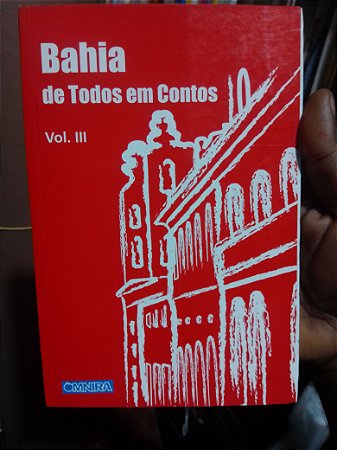 Bahia
de Todos em Contos
Vol. III
OMNIRA